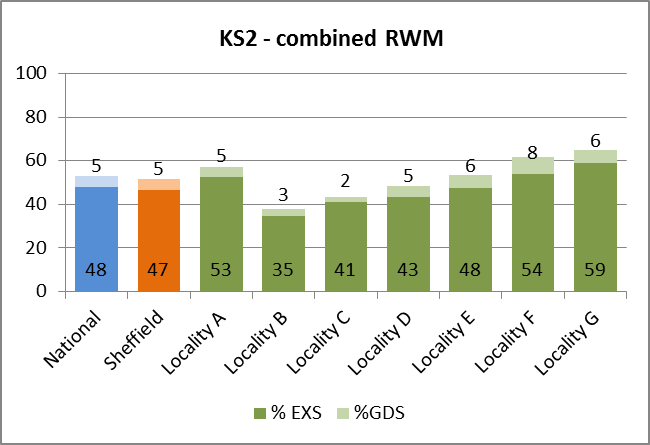 KS2 - combined RWM
100
80
60
40
20
0
5 5 5 3 2 5 6 8 6
48 47 53 35 41 43 48 54 59
National Sheffield Locality A Locality B Locality C Locality D Locality E Locality F Locality G
% EXS %GDS